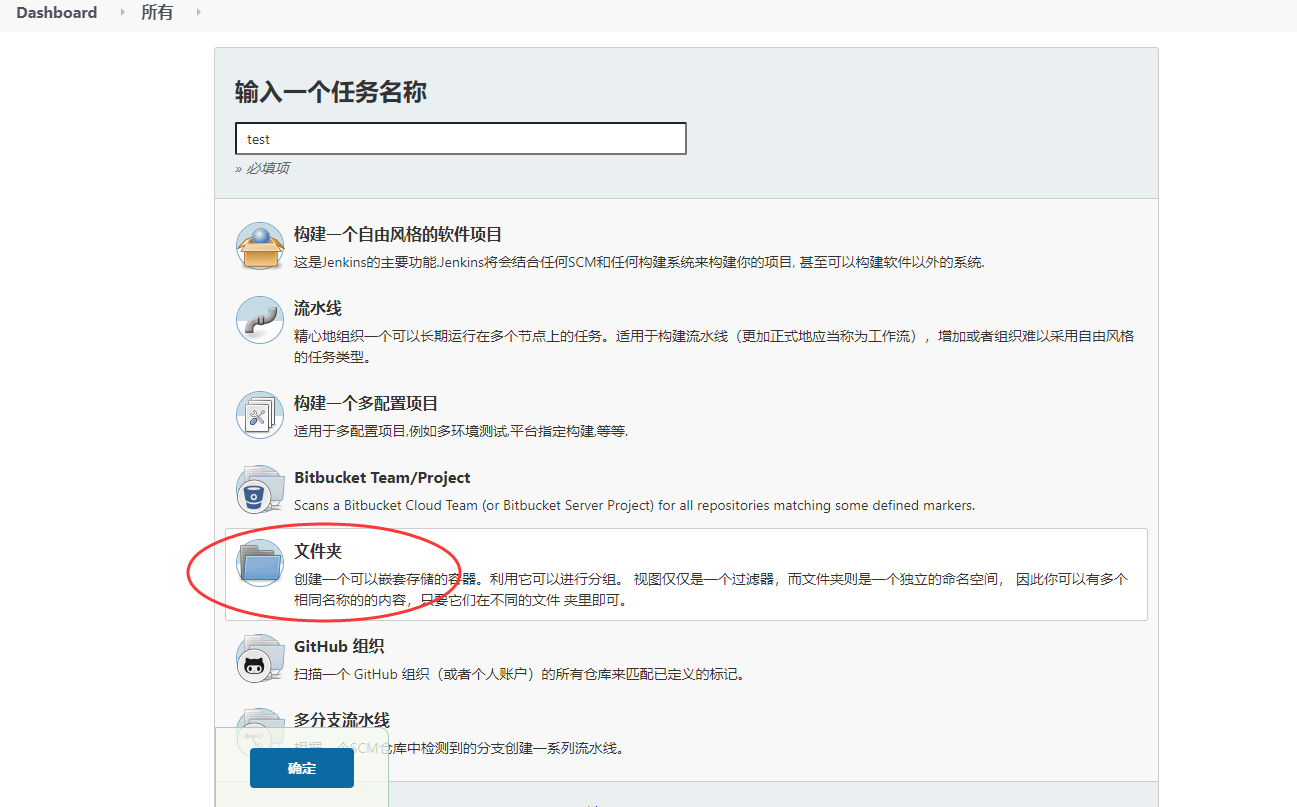 Dashboard 所有
输入一个任务名称
test
» 必填项
构建一个自由风格的软件项目
这是Jenkins的主要功能.Jenkins将会结合任何SCM和任何构建系统来构建你的项目, 甚至可以构建软件以外的系统.
流水线
精心地组织一个可以长期运行在多个节点上的任务。适用于构建流水线（更加正式地应当称为工作流），增加或者组织难以采用自由风格
的任务类型。
构建一个多配置项目
适用于多配置项目,例如多环境测试,平台指定构建,等等.
Bitbucket Team/Project
Scans a Bitbucket Cloud Team (or Bitbucket Server Project) for all repositories matching some defined markers.
文件夹
创建一个可以嵌套存储的容器。利用它可以进行分组。 视图仅仅是一个过滤器，而文件夹则是一个独立的命名空间， 因此你可以有多个
相同名称的的内容，只要它们在不同的文件 夹里即可。
GitHub 组织
扫描一个 GitHub 组织（或者个人账户）的所有仓库来匹配已定义的标记。
多分支流水线
根据一个SCM仓库中检测到的分支创建一系列流水线。
确定